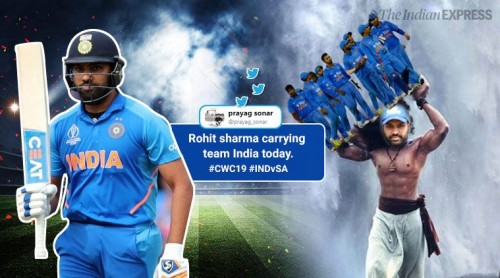 The Indian EXPRESS
prayag sonar
@prayag_sonar
Rohit sharma carrying
team India today.
#CWC19 #INDvSA
INDIA
CEAT